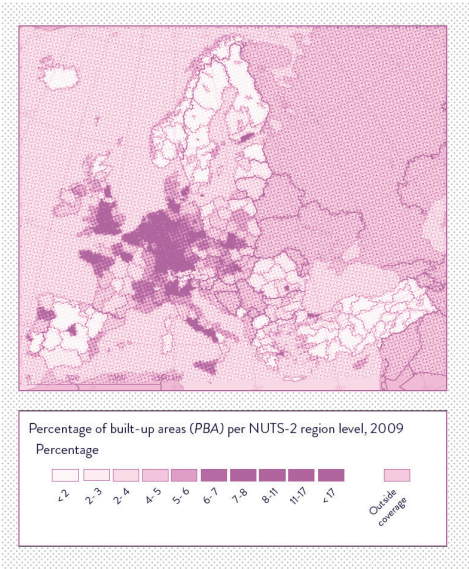 Percentage of built-up areas (PBA) per NUTS-2 region level, 2009
Percentage
<2
2-3
2-4
4-5
5-6
6-7
7-8
8-11
11-17
<17
Outside
coverage